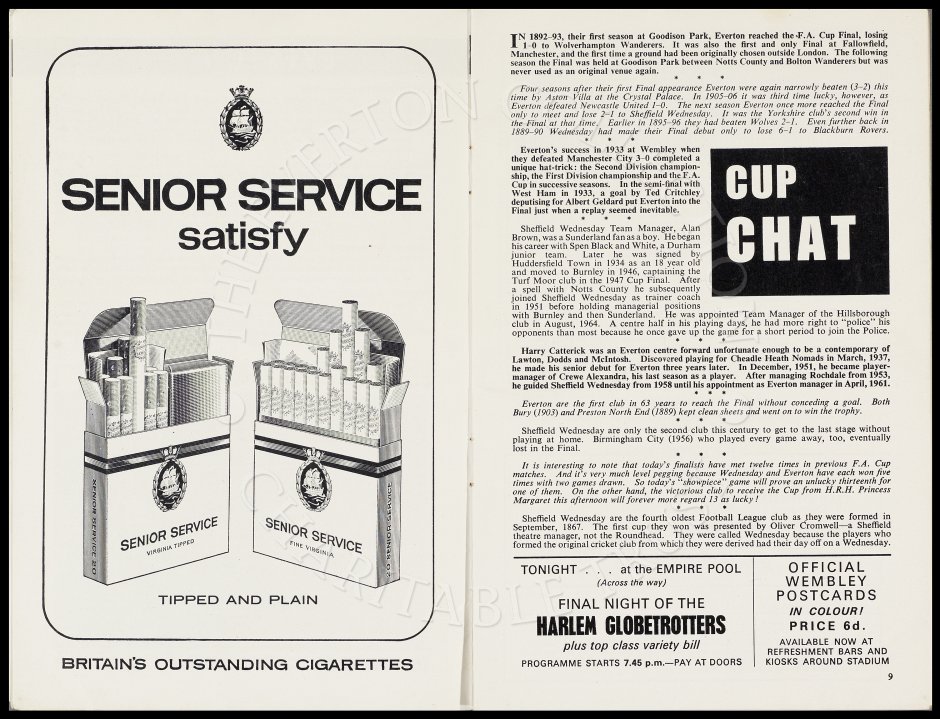 SENIOR SERVICE
satisfy
SENIOR SERVICE 20
SENIOR SERVICE
VIRGINIA TIPPED
SENIOR SERVICE
FINE VIRGINIA
20 SENIOR SERVICE
TIPPED AND PLAIN
BRITAIN'S OUTSTANDING CIGARETTES
IN 1892-93, their first season at Goodison Park, Everton reached the F.A. Cup Final, losing
1-0 to Wolverhampton Wanderers. It was also the first and only Final at Fallowfield,
Manchester, and the first time a ground had been originally chosen outside London. The following
season the Final was held at Goodison Park between Notts County and Bolton Wanderers but was
never used as an original venue again.
* * *
Four seasons after their first Final appearance Everton were again narrowly beaten (3-2) this
time by Aston Villa at the Crystal Palace. In 1905-06 it was third time lucky, however, as
Everton defeated Newcastle United 1-0. The next season Everton once more reached the Final
only to meet and lose 2-1 to Sheffield Wednesday. It was the Yorkshire club's second win in
the Final at that time. Earlier in 1895-96 they had beaten Wolves 2-1. Even further back in
1889-90 Wednesday had made their Final debut only to lose 6-1 to Blackburn Rovers.
* * *
Everton's success in 1933 at Wembley when
they defeated Manchester City 3-0 completed a
unique hat-trick: the Second Division champion-
ship, the First Division championship and the F.A.
Cup in successive seasons. In the semi-final with
West Ham in 1933, a goal by Ted Critchley
deputising for Albert Geldard put Everton into the
Final just when a replay seemed inevitable.
* * *
CUP
CHAT
Sheffield Wednesday Team Manager, Alan
Brown, was a Sunderland fan as a boy. He began
his career with Spen Black and White, a Durham
junior team. Later he was signed by
Huddersfield Town in 1934 as an 18 year old
and moved to Burnley in 1946, captaining the
Turf Moor club in the 1947 Cup Final. After
a spell with Notts County he subsequently
joined Sheffield Wednesday as trainer coach
in 1951 before holding managerial positions
with Burnley and then Sunderland. He was appointed Team Manager of the Hillsborough
club in August, 1964. A centre half in his playing days, he had more right to "police" his
opponents than most because he once gave up the game for a short period to join the Police.
* * *
Harry Catterick was an Everton centre forward unfortunate enough to be a contemporary of
Lawton, Dodds and McIntosh. Discovered playing for Cheadle Heath Nomads in March, 1937,
he made his senior debut for Everton three years later. In December, 1951, he became player-
manager of Crewe Alexandra, his last season as a player. After managing Rochdale from 1953,
he guided Sheffield Wednesday from 1958 until his appointment as Everton manager in April, 1961.
* * *
Everton are the first club in 63 years to reach the Final without conceding a goal. Both
Bury (1903) and Preston North End (1889) kept clean sheets and went on to win the trophy.
* * *
Sheffield Wednesday are only the second club this century to get to the last stage without
playing at home. Birmingham City (1956) who played every game away, too, eventually
lost in the Final.
* * *
It is interesting to note that today's finalists have met twelve times in previous F.A. Cup
matches. And it's very much level pegging because Wednesday and Everton have each won five
times with two games drawn. So today's "showpiece" game will prove an unlucky thirteenth for
one of them. On the other hand, the victorious club to receive the Cup from H.R.H. Princess
Margaret this afternoon will forever more regard 13 as lucky!
* * *
Sheffield Wednesday are the fourth oldest Football League club as they were formed in
September, 1867. The first cup they won was presented by Oliver Cromwell—a Sheffield
theatre manager, not the Roundhead. They were called Wednesday because the players who
formed the original cricket club from which they were derived had their day off on a Wednesday.
TONIGHT . . . at the EMPIRE POOL
(Across the way)
FINAL NIGHT OF THE
HARLEM GLOBETROTTERS
plus top class variety bill
PROGRAMME STARTS 7.45 p.m.—PAY AT DOORS
OFFICIAL
WEMBLEY
POSTCARDS
IN COLOUR!
PRICE 6d.
AVAILABLE NOW AT
REFRESHMENT BARS AND
KIOSKS AROUND STADIUM
9